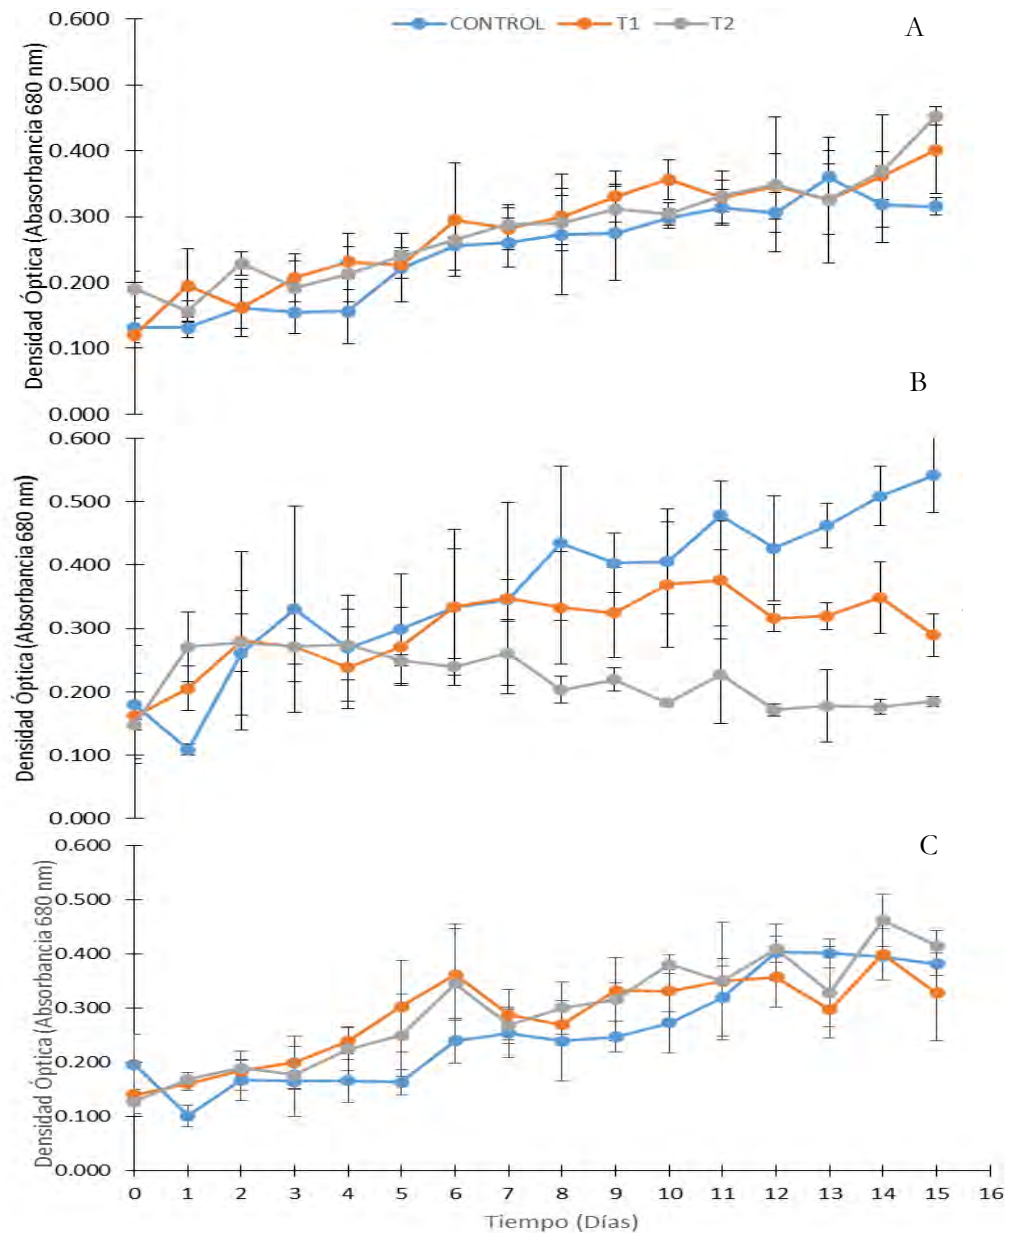 CONTROL T1 T2
A
Densidad Óptica (Abasorbancia 680 nm)
0.600
0.500
0.400
0.300
0.200
0.100
0.000
B
Densidad Óptica (Absorbancia 680 nm)
0.600
0.500
0.400
0.300
0.200
0.100
0.000
C
Densidad Óptica (Absorbancia 680 nm)
0.600
0.500
0.400
0.300
0.200
0.100
0.000
0 1 2 3 4 5 6 7 8 9 10 11 12 13 14 15 16
Tiempo (Días)